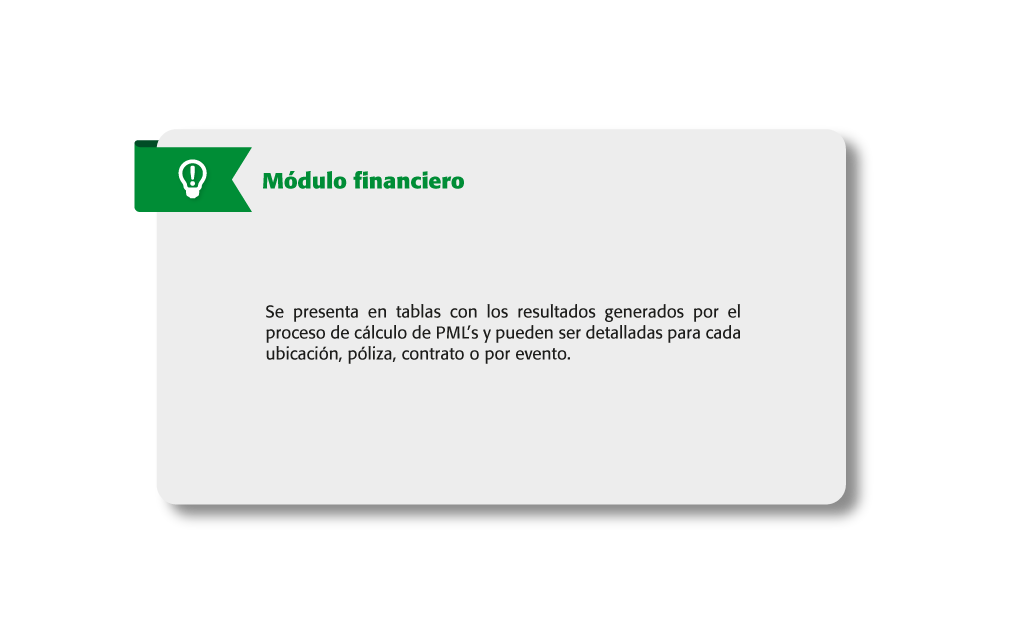 Módulo financiero
Se presenta en tablas con los resultados generados por el
proceso de cálculo de PML's y pueden ser detalladas para cada
ubicación, póliza, contrato o por evento.